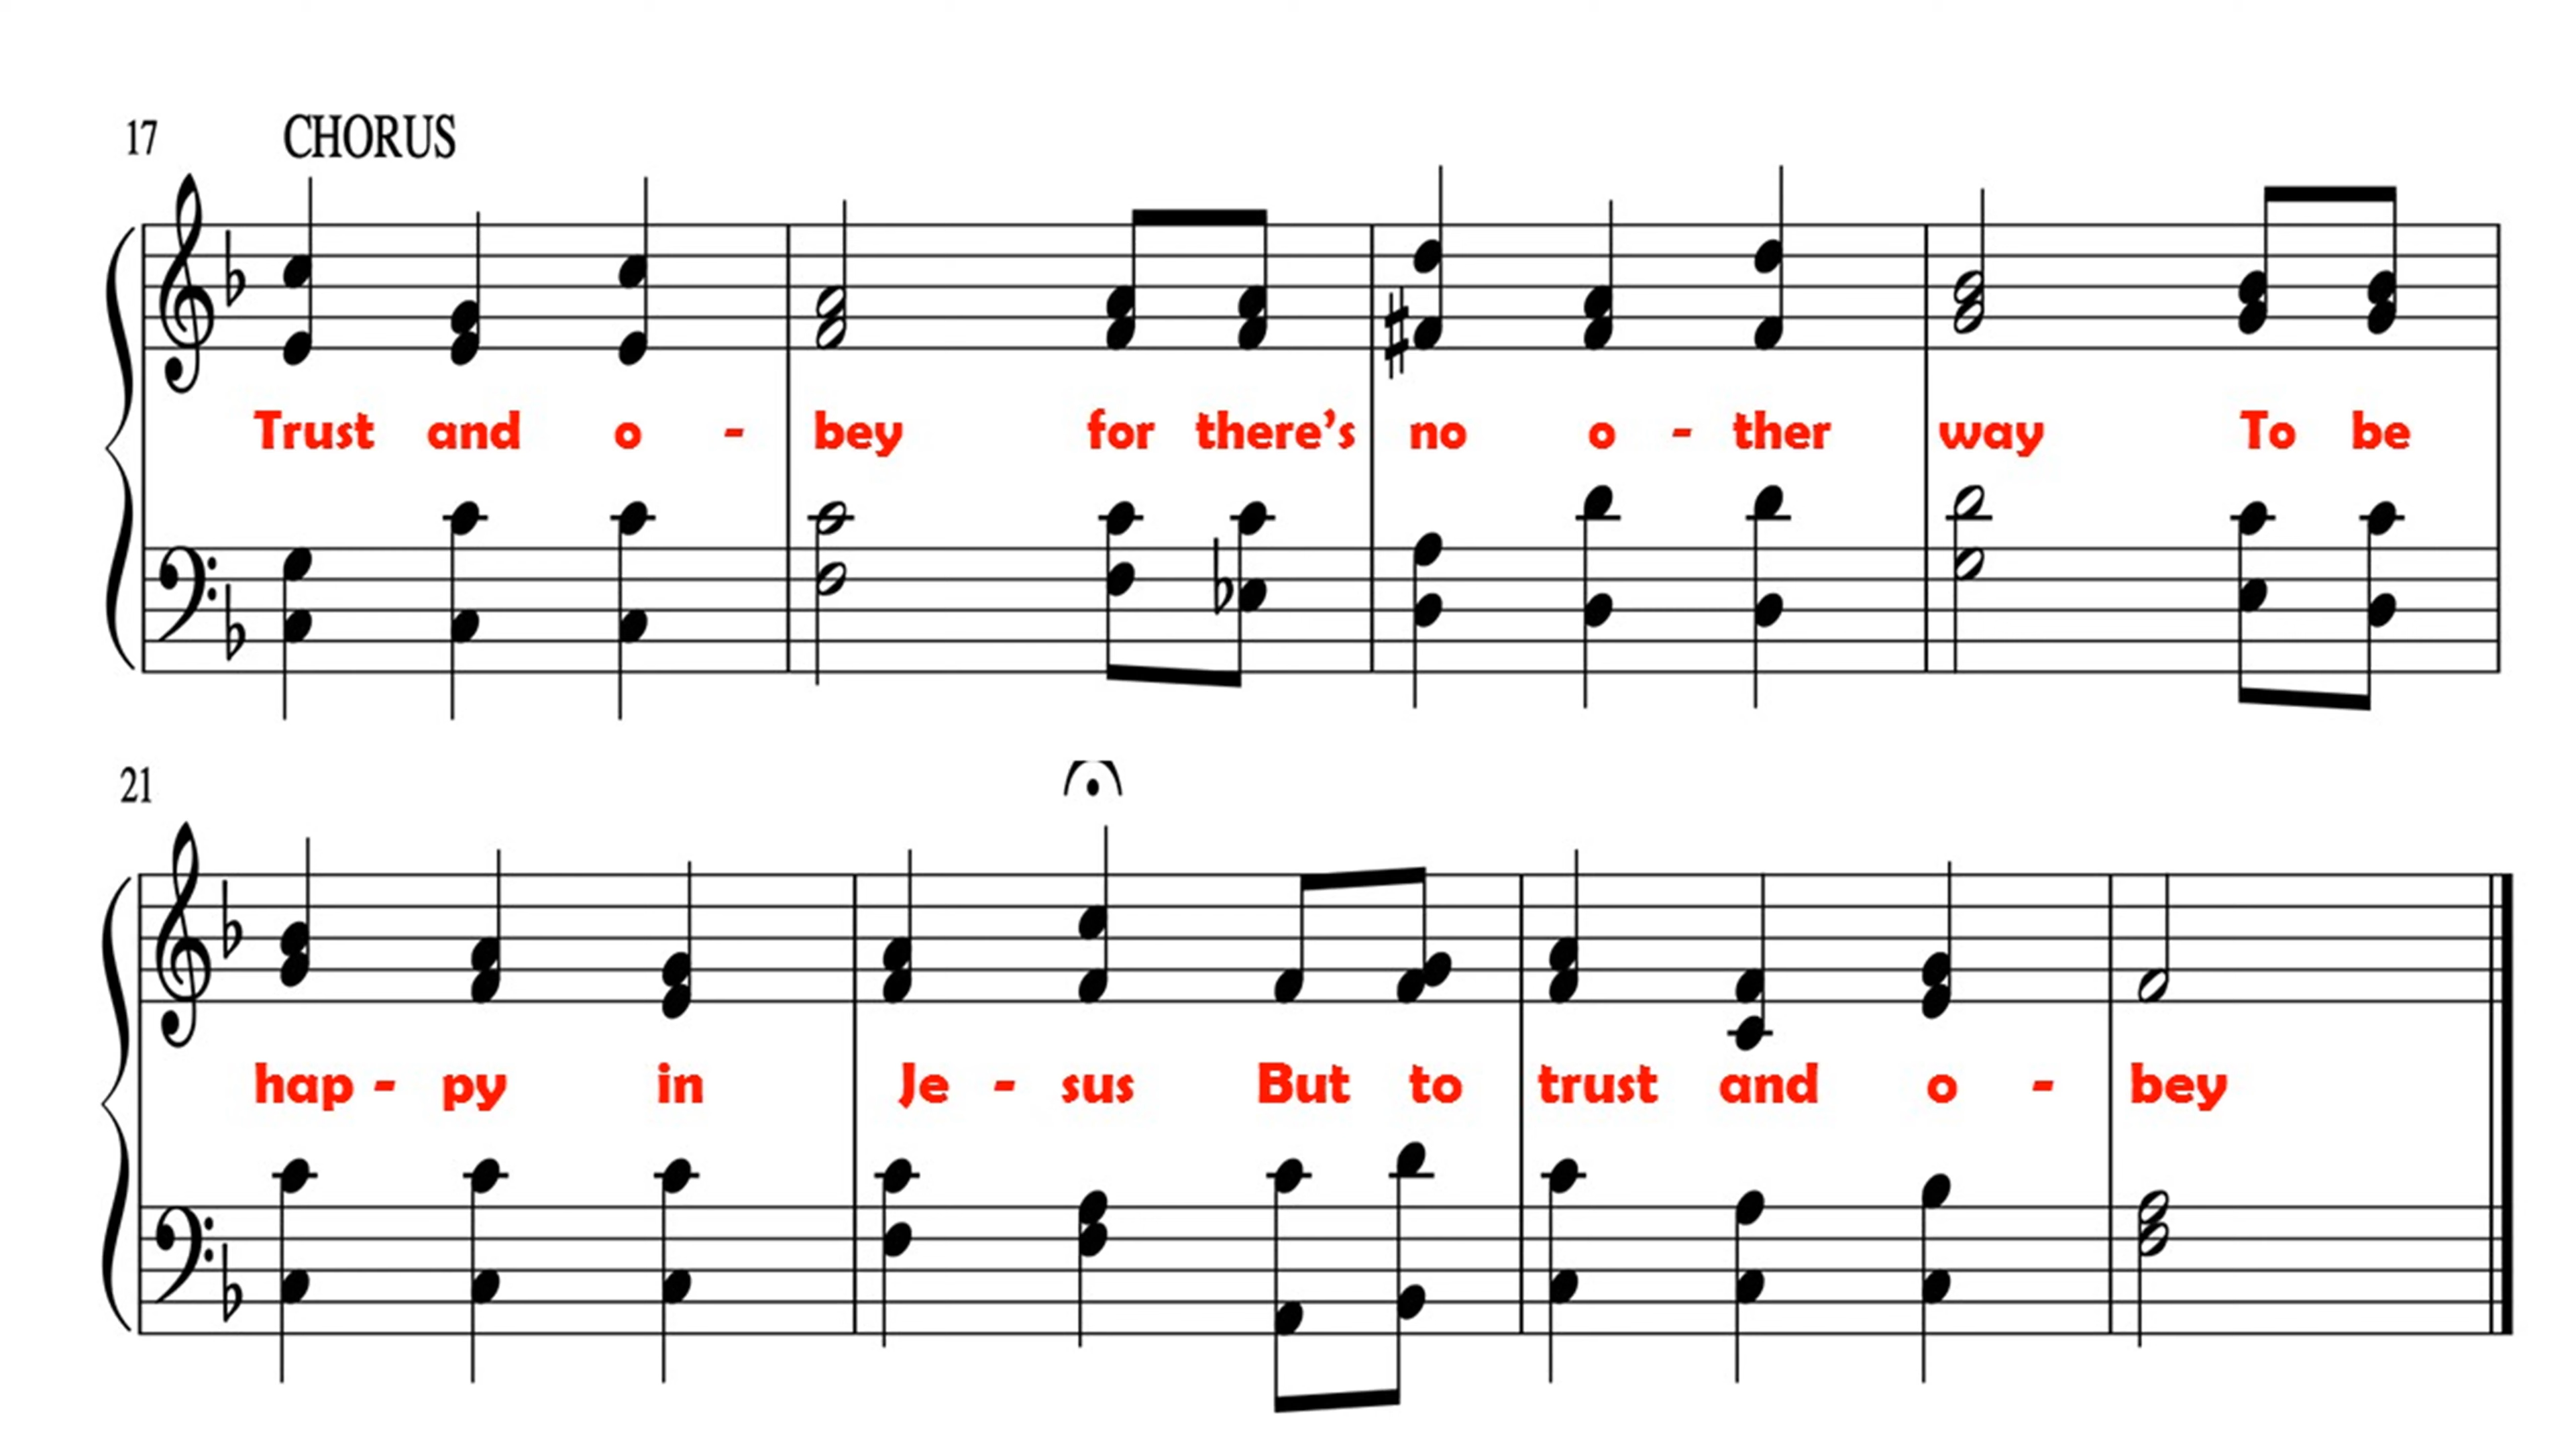 17 CHORUS
Trust and o - bey for there's no o - ther way To be
21
hap - py in Je - sus But to trust and o - bey